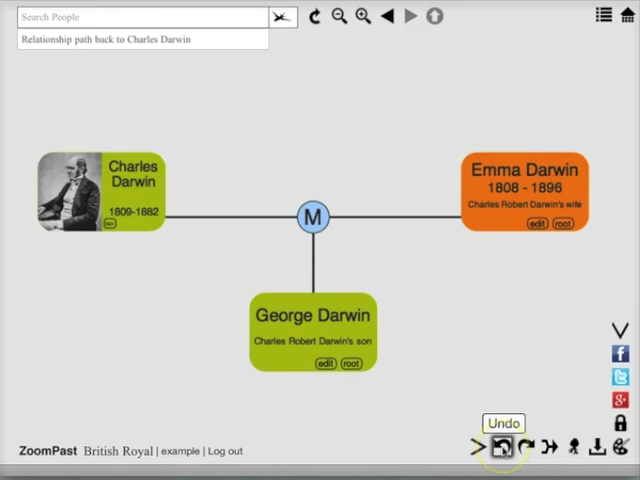 Search People
Relationship path back to Charles Darwin
Charles
Darwin
1809-1882
Emma Darwin
1808 - 1896
Charles Robert Darwin's wife
edit root
M
George Darwin
Charles Robert Darwin's son
edit root
Undo
ZoomPast British Royal | example | Log out